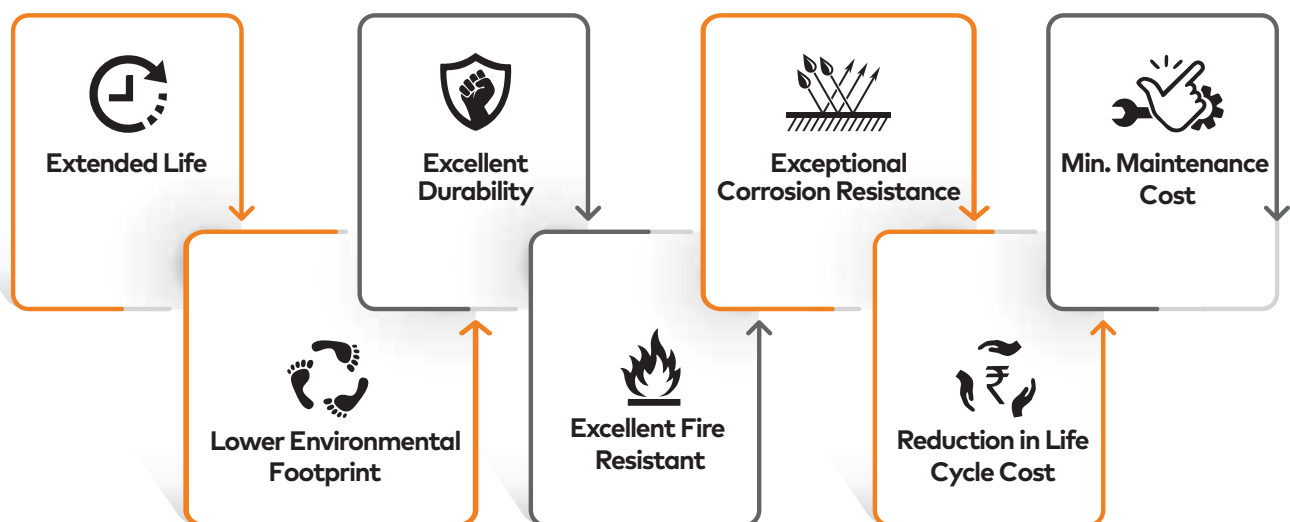 Extended Life
Lower Environmental
Footprint
Excellent
Durability
Excellent Fire
Resistant
Exceptional
Corrosion Resistance
₹
Reduction in Life
Cycle Cost
Min. Maintenance
Cost